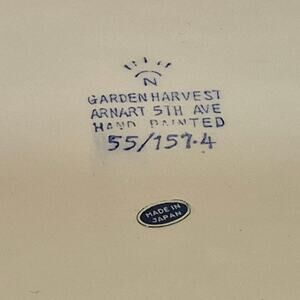 N
GARDEN HARVEST
ARNART 5TH AVE
HAND PAINTED
55/157.4
MADE IN
JAPAN